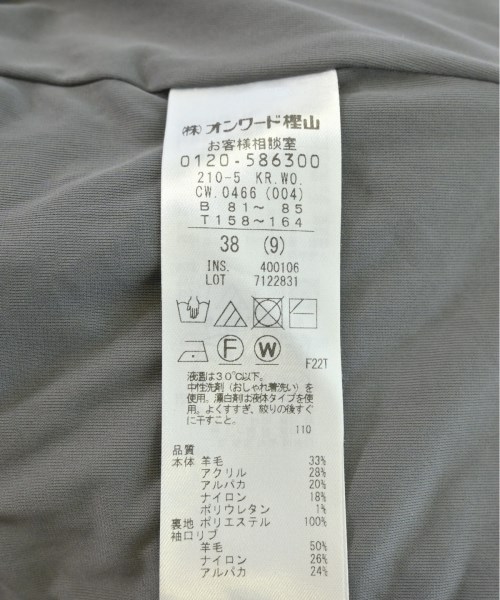 ㈱ オンワード樫山
お客様相談室
0120-586300
210-5 KR.WO.
CW.0466 (004)
B 81～ 85
T158～164
38 (9)
INS. 400106
LOT 7122831
F W
F22T
液温は30℃以下。
中性洗剤(おしゃれ着洗い)を
使用。漂白剤は液体タイプを使
用。よくすすぎ、絞りの後すぐ
に干すこと。
110
品質
本体 羊毛 33%
アクリル 28%
アルパカ 20%
ナイロン 18%
ポリウレタン 1%
裏地 ポリエステル 100%
袖口リブ
羊毛 50%
ナイロン 26%
アルパカ 24%